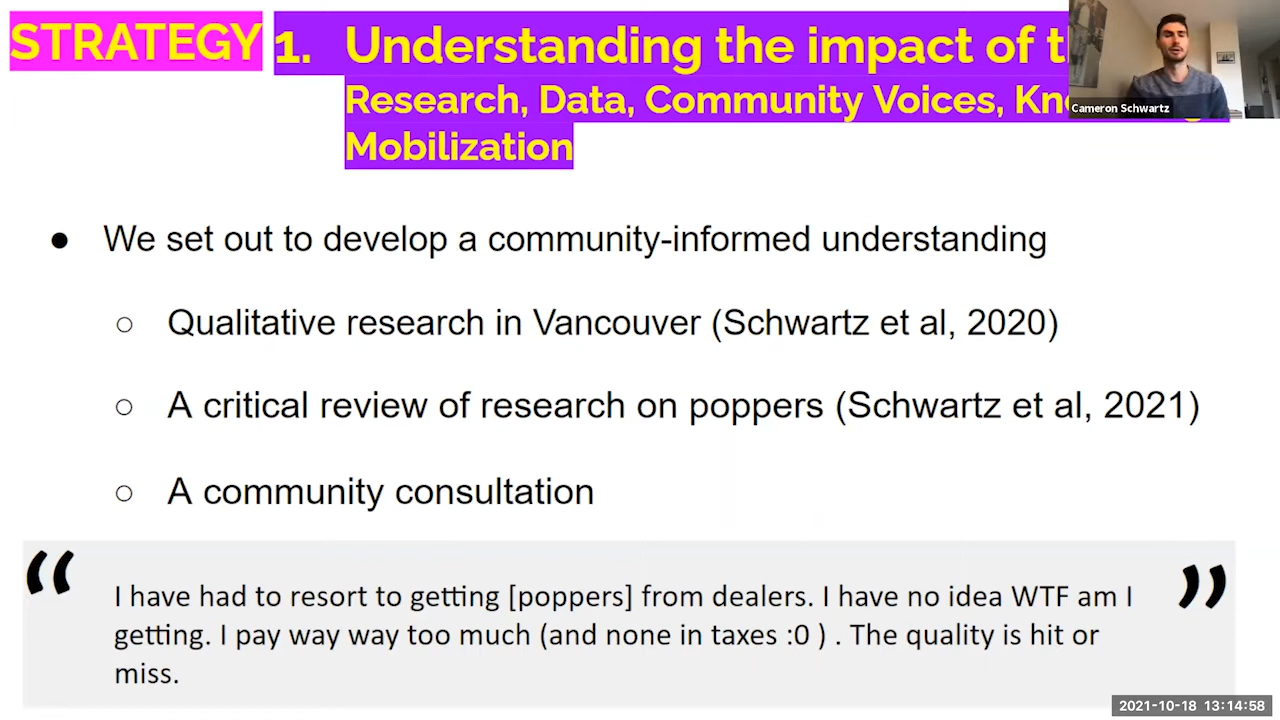 STRATEGY 1. Understanding the impact of
Research, Data, Community Voices,
Mobilization
Cameron Schwartz
● We set out to develop a community-informed understanding
○ Qualitative research in Vancouver (Schwartz et al, 2020)
○ A critical review of research on poppers (Schwartz et al, 2021)
○ A community consultation
“ I have had to resort to getting [poppers] from dealers. I have no idea WTF am I ”
getting. I pay way way too much (and none in taxes :0 ) . The quality is hit or
miss.
2021-10-18 13:14:58